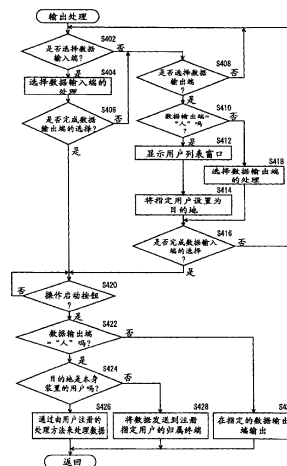 输出处理
S402
是否选择数据
输入端?
否
是
S404
选择数据输入端的
处理
S406
是否完成数据
输出端的选择?
否
是
S408
是否选择数据
输出端
否
是
S410
数据输出端=
"人"吗?
否
是
S412
显示用户列表窗口
S418
选择数据输出端
的处理
S414
将指定用户设置为
目的地
S416
是否完成数据输入
端的选择
否
是
S420
操作启动按钮
?
否
是
S422
数据输出端
="人"吗?
否
是
S424
目的地是本身
装置的用户吗?
否
是
S426
通过由用户注册的
处理方法来处理数据
S428
将数据发送到注册
指定用户的归属终端
在指定的数据输出
端输出
返回